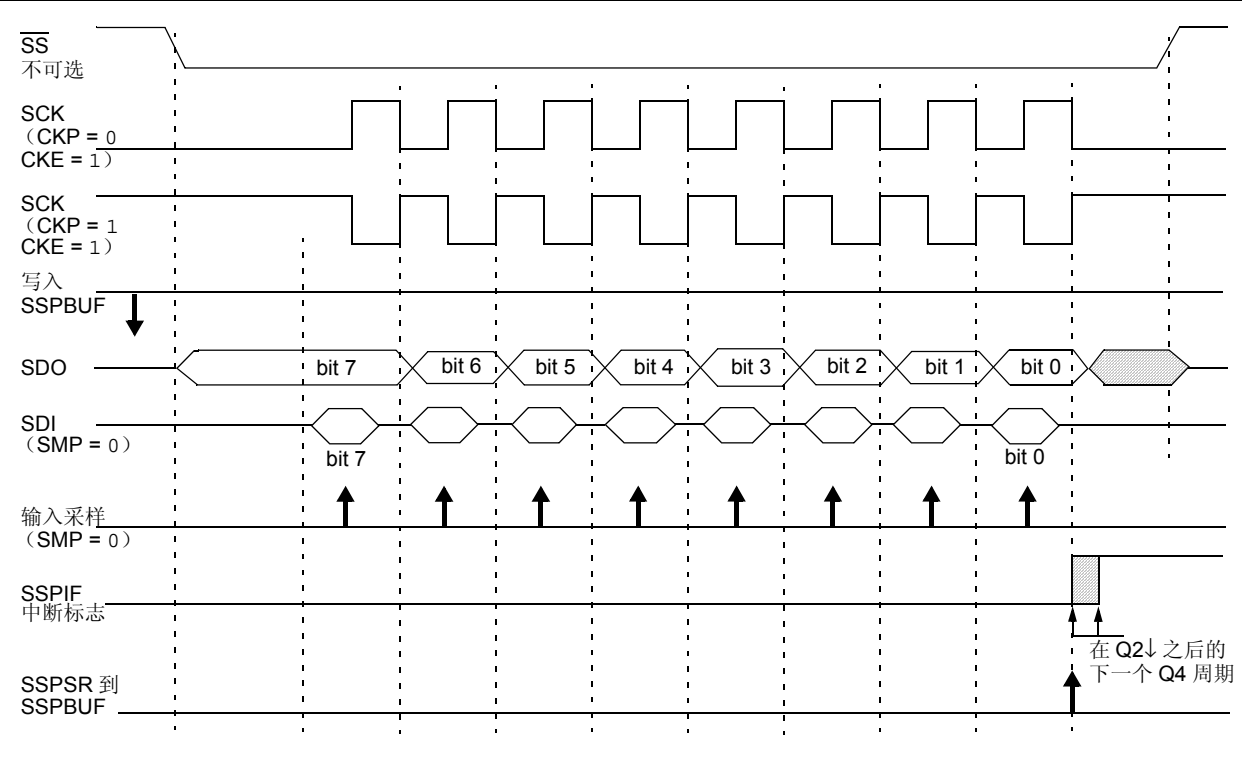 SS
不可选
SCK
（CKP = 0
CKE = 1）
SCK
（CKP = 1
CKE = 1）
写入
SSPBUF
SDO
bit 7
bit 6
bit 5
bit 4
bit 3
bit 2
bit 1
bit 0
SDI
（SMP = 0）
bit 7
bit 0
输入采样
（SMP = 0）
SSPIF
中断标志
在 Q2↓ 之后的
下一个 Q4 周期
SSPSR 到
SSPBUF